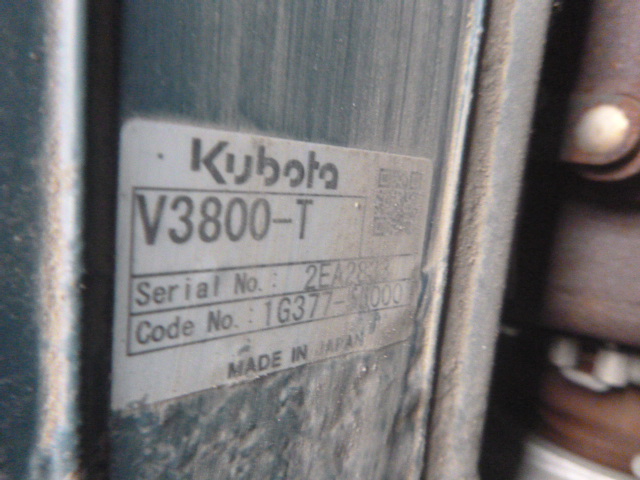 Kubota
V3800-T
Serial No.:
Code No.:
MADE IN JAPAN